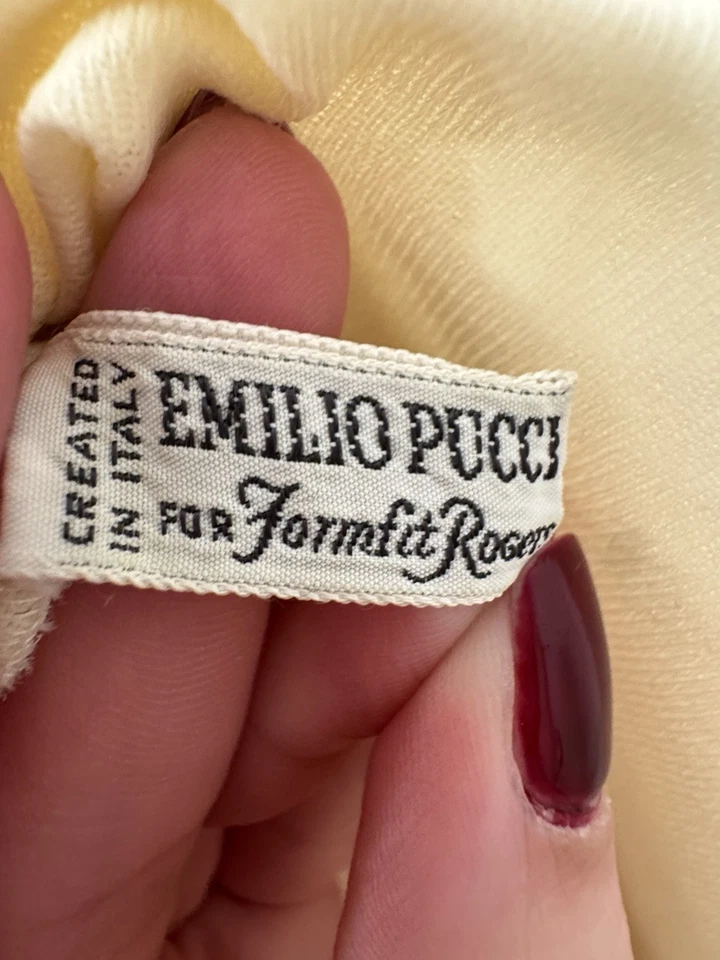 CREATED
IN ITALY
EMILIO PUCCI
FOR Formfit Rogers